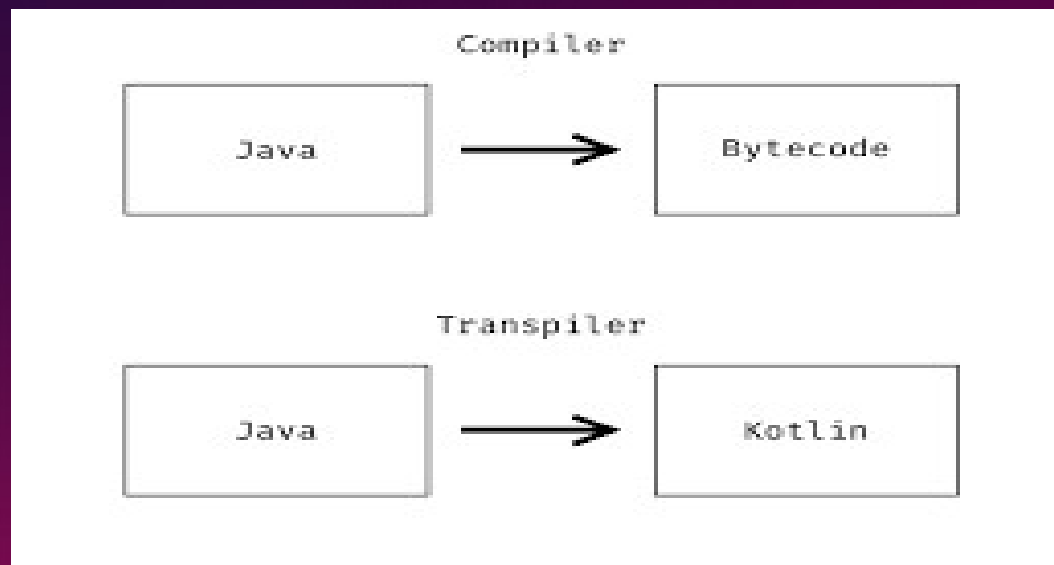 Compiler
Java
Bytecode
Transpiler
Java
Kotlin